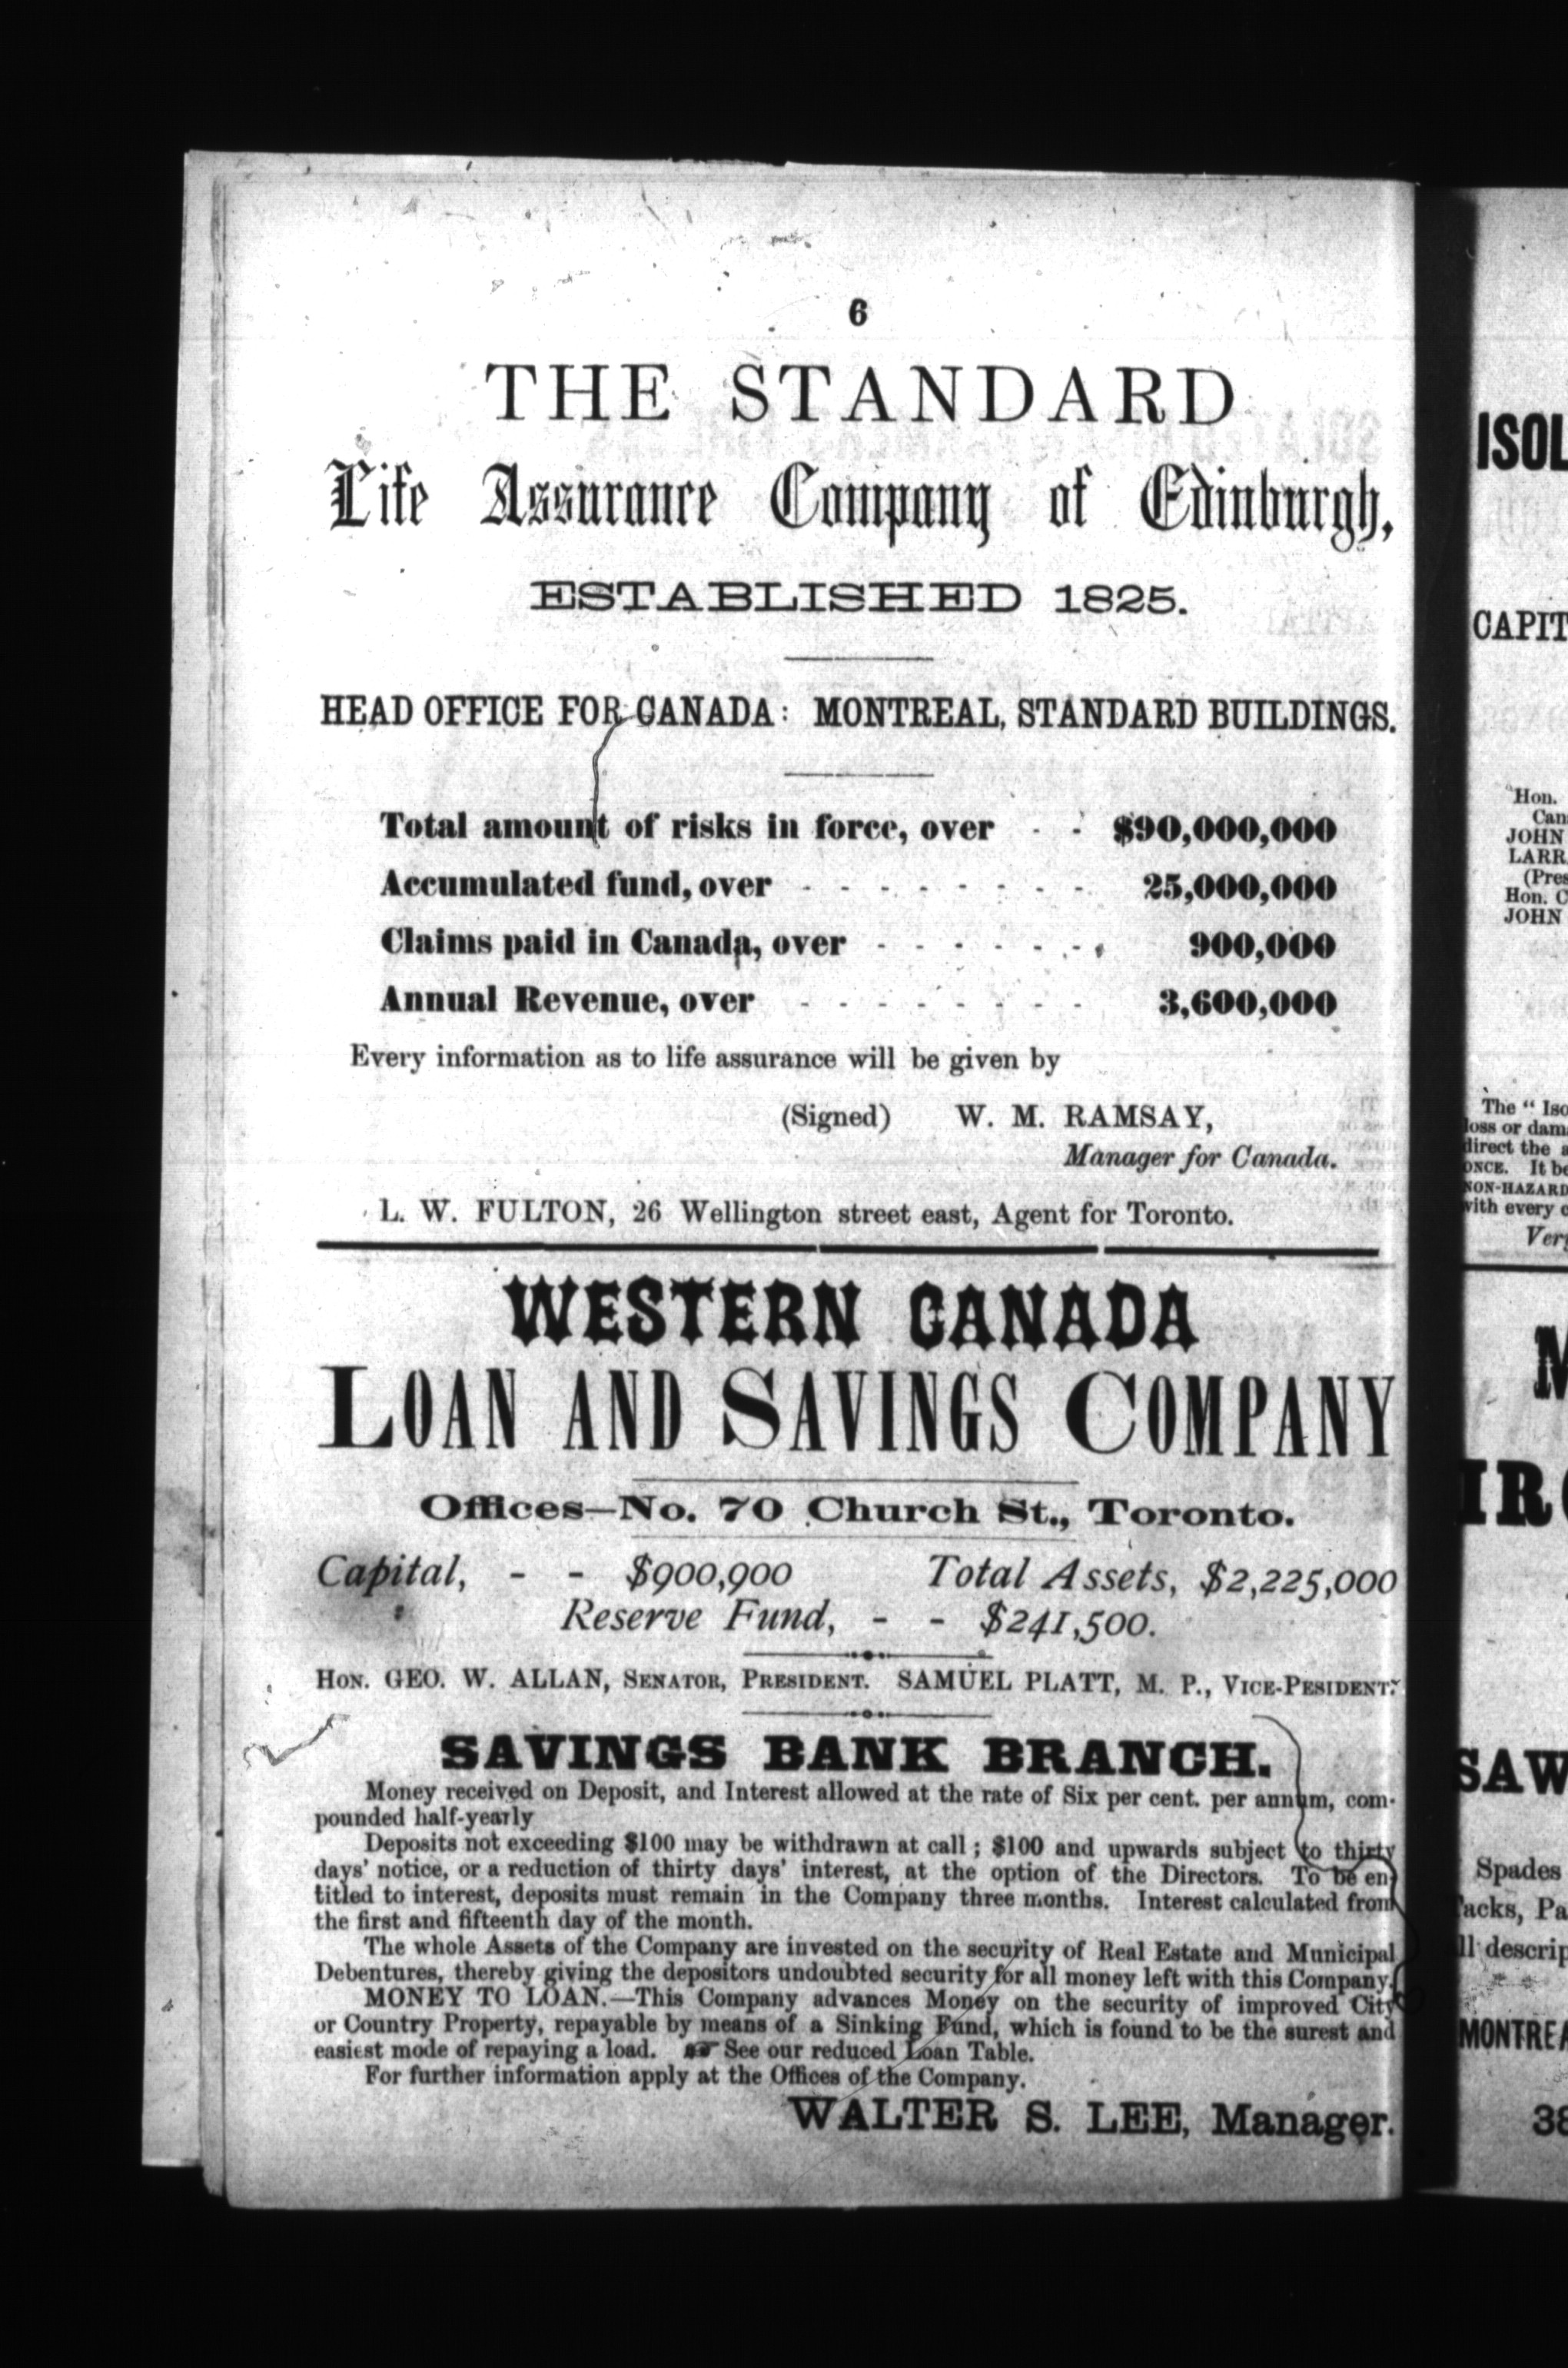 6
THE STANDARD
Life Assurance Company of Edinburgh,
ESTABLISHED 1825.
HEAD OFFICE FOR CANADA: MONTREAL, STANDARD BUILDINGS.
Total amount of risks in force, over - - $90,000,000
Accumulated fund, over - - - - - - - - 25,000,000
Claims paid in Canada, over - - - - - - 900,000
Annual Revenue, over - - - - - - - - 3,600,000
Every information as to life assurance will be given by
(Signed) W. M. RAMSAY,
Manager for Canada.
L. W. FULTON, 26 Wellington street east, Agent for Toronto.
WESTERN CANADA
LOAN AND SAVINGS COMPANY
Offices—No. 70 Church St., Toronto.
Capital, - - $900,900 Total Assets, $2,225,000
Reserve Fund, - - $241,500.
HON. GEO. W. ALLAN, SENATOR, PRESIDENT. SAMUEL PLATT, M. P., VICE-PESIDENT.
SAVINGS BANK BRANCH.
Money received on Deposit, and Interest allowed at the rate of Six per cent. per annum, com-
pounded half-yearly
Deposits not exceeding $100 may be withdrawn at call; $100 and upwards subject to thirty
days' notice, or a reduction of thirty days' interest, at the option of the Directors. To be en
titled to interest, deposits must remain in the Company three months. Interest calculated from
the first and fifteenth day of the month.
The whole Assets of the Company are invested on the security of Real Estate and Municipal
Debentures, thereby giving the depositors undoubted security for all money left with this Company.
MONEY TO LOAN.—This Company advances Money on the security of improved City
or Country Property, repayable by means of a Sinking Fund, which is found to be the surest and
easiest mode of repaying a load. ☞ See our reduced Loan Table.
For further information apply at the Offices of the Company.
WALTER S. LEE, Manager.
ISOL
CAPIT
Hon.
Can
JOHN
LARR
(Pres
Hon. C
JOHN
The "Iso
loss or dam
direct the a
ONCE. It be
NON-HAZARD
with every c
Very
M
IRO
SAW
Spades
Tacks, Pa
ll descrip
MONTREA
38